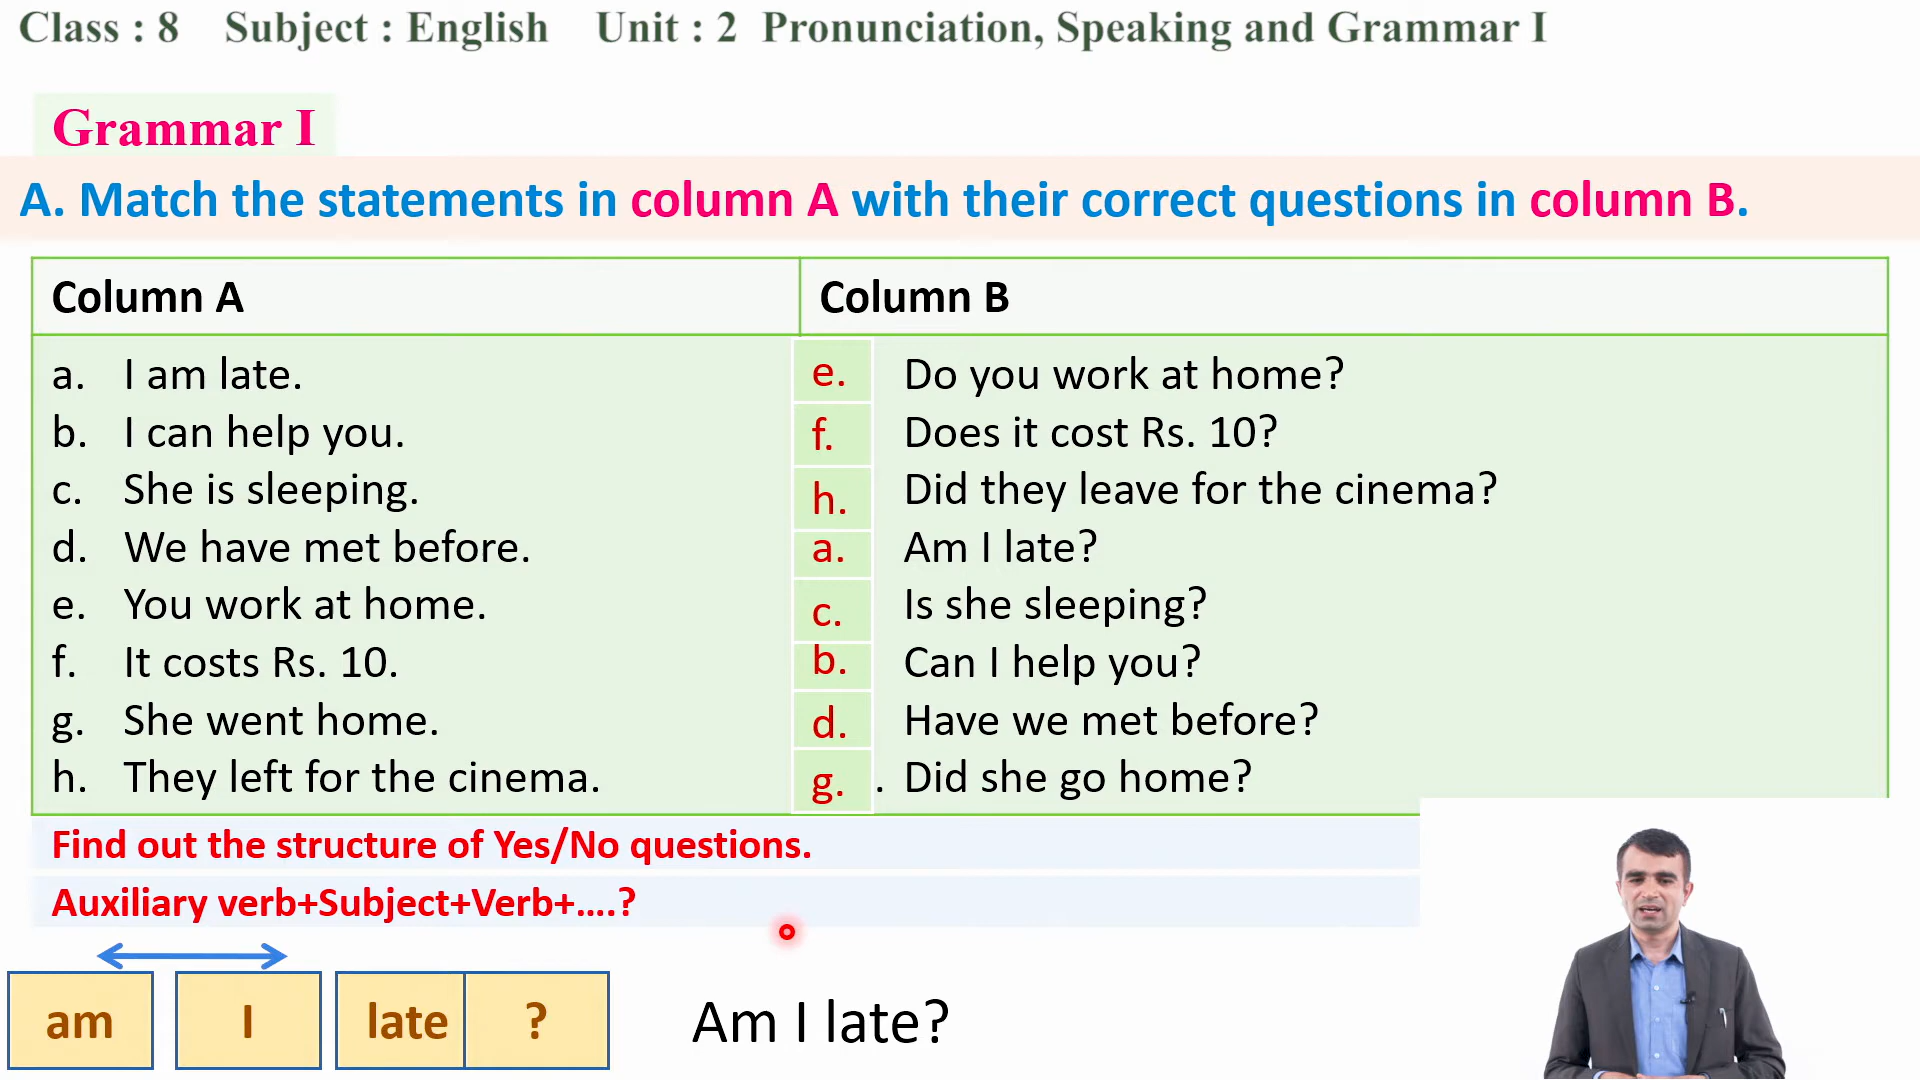 Class : 8 Subject : English Unit : 2 Pronunciation, Speaking and Grammar I
Grammar I
A. Match the statements in column A with their correct questions in column B.
Column A Column B
a. I am late. e. Do you work at home?
b. I can help you. f. Does it cost Rs. 10?
c. She is sleeping. h. Did they leave for the cinema?
d. We have met before. a. Am I late?
e. You work at home. c. Is she sleeping?
f. It costs Rs. 10. b. Can I help you?
g. She went home. d. Have we met before?
h. They left for the cinema. g. . Did she go home?
Find out the structure of Yes/No questions.
Auxiliary verb+Subject+Verb+....?
am I late ? Am I late?